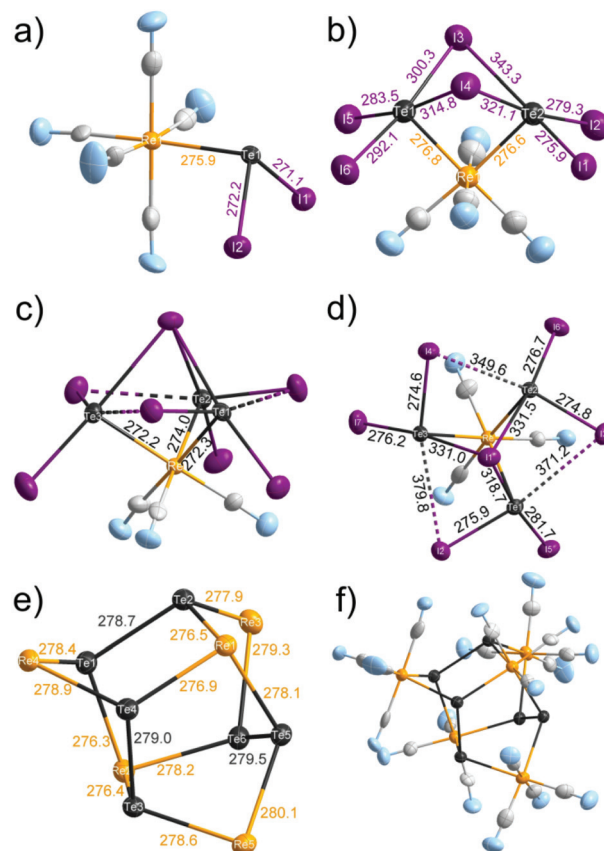 a)
Re
275.9
Te1
271.1
272.2
I1
I2
b)
I3
300.3
343.3
I4
283.5
Te1
314.8
321.1
Te2
279.3
I5
I2
292.1
276.8
276.6
275.9
I6
I1
Re
c)
Te3
Te2
Te1
272.2
274.0
272.3
Re
d)
I6
I4
349.6
276.7
274.6
Te2
274.8
I7
276.2
Te3
331.0
Re
331.5
I1
318.7
371.2
379.8
275.9
Te1
281.7
I2
I5
e)
Te2
277.9
278.7
Re3
276.5
Re1
279.3
278.4
Re4
Te1
278.9
276.9
278.1
Te4
279.0
Te6
Te5
276.3
278.2
279.5
276.4
Te3
280.1
278.6
Re5
f)